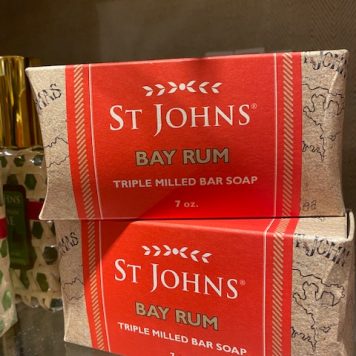 ST JOHNS®
BAY RUM
TRIPLE MILLED BAR SOAP
7 oz.
ST JOHNS®
BAY RUM
TRIPLE MILLED BAR SOAP